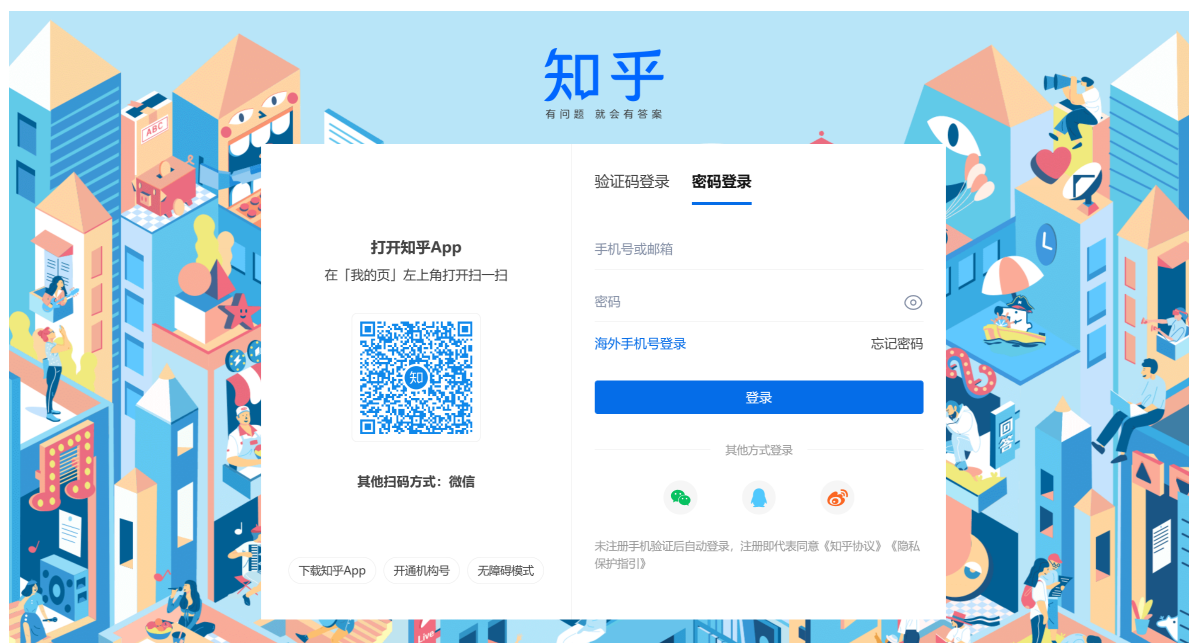 知乎
有问题 就会有答案
ABC
验证码登录 密码登录
打开知乎App
在「我的页」左上角打开扫一扫
知
其他扫码方式：微信
下载知乎App 开通机构号 无障碍模式
手机号或邮箱
密码
海外手机号登录 忘记密码
登录
其他方式登录
未注册手机验证后自动登录，注册即代表同意《知乎协议》《隐私
保护指引》
回答
Live